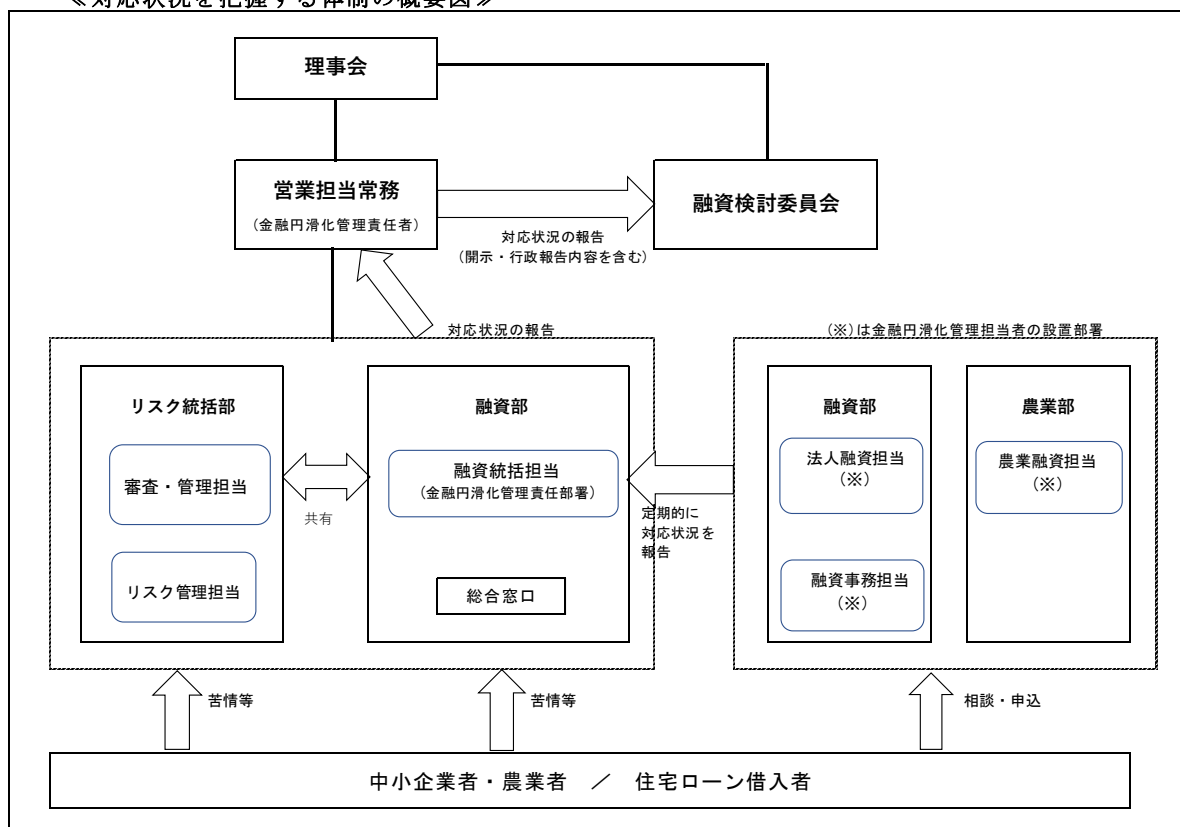 ≪対応状況を把握する体制の概要図≫
理事会
営業担当常務
（金融円滑化管理責任者）
融資検討委員会
対応状況の報告
（開示・行政報告内容を含む）
対応状況の報告
（※）は金融円滑化管理担当者の設置部署
リスク統括部
審査・管理担当
リスク管理担当
共有
融資部
融資統括担当
（金融円滑化管理責任部署）
総合窓口
定期的に
対応状況を
報告
融資部
法人融資担当
（※）
融資事務担当
（※）
農業部
農業融資担当
（※）
苦情等
苦情等
相談・申込
中小企業者・農業者　／　住宅ローン借入者